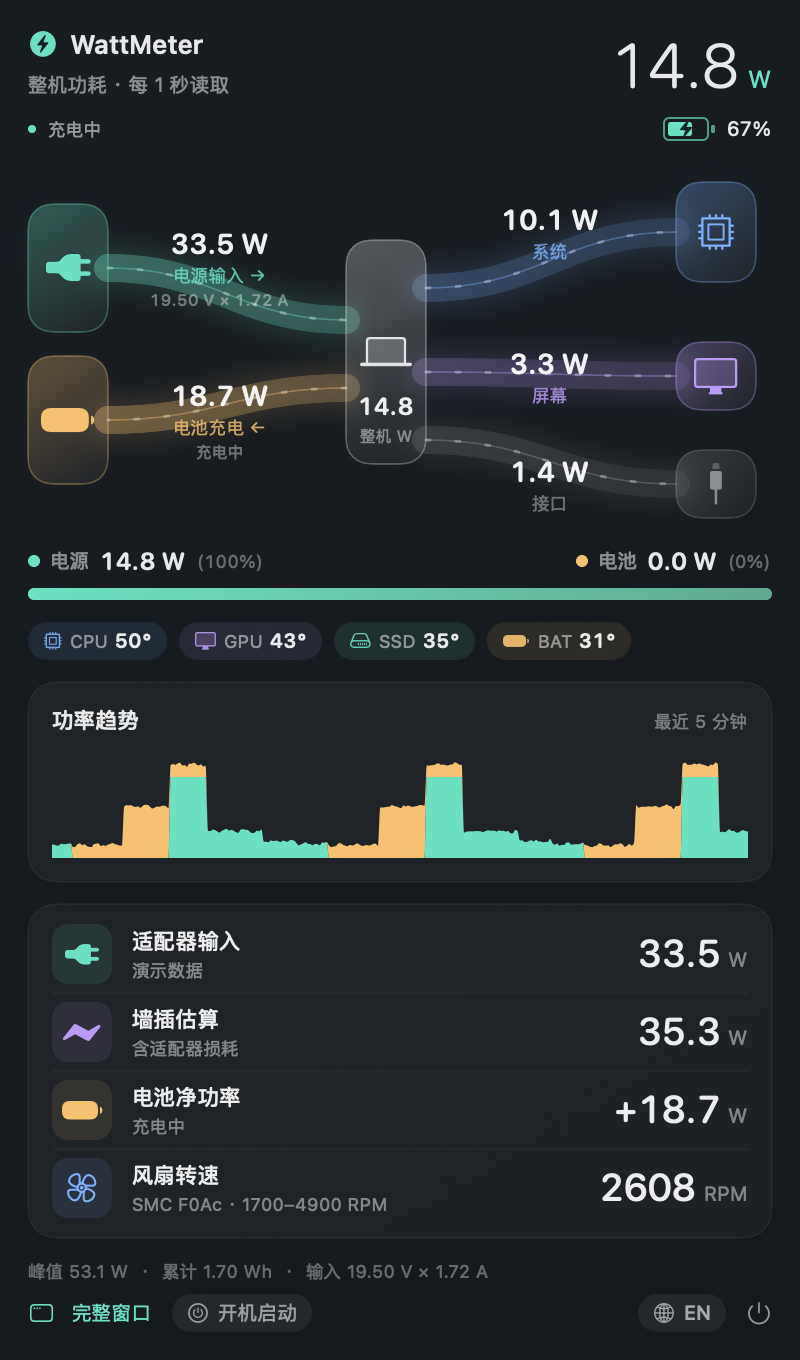 WattMeter
14.8 W
整机功耗 · 每 1 秒读取
充电中
67%
33.5 W
电源输入 →
19.50 V × 1.72 A
10.1 W
系统
3.3 W
屏幕
14.8
整机 W
18.7 W
电池充电 ←
充电中
1.4 W
接口
电源 14.8 W (100%)
电池 0.0 W (0%)
CPU 50°
GPU 43°
SSD 35°
BAT 31°
功率趋势
最近 5 分钟
适配器输入
演示数据
33.5 W
墙插估算
含适配器损耗
35.3 W
电池净功率
充电中
+18.7 W
风扇转速
SMC F0Ac · 1700–4900 RPM
2608 RPM
峰值 53.1 W · 累计 1.70 Wh · 输入 19.50 V × 1.72 A
完整窗口
开机启动
EN